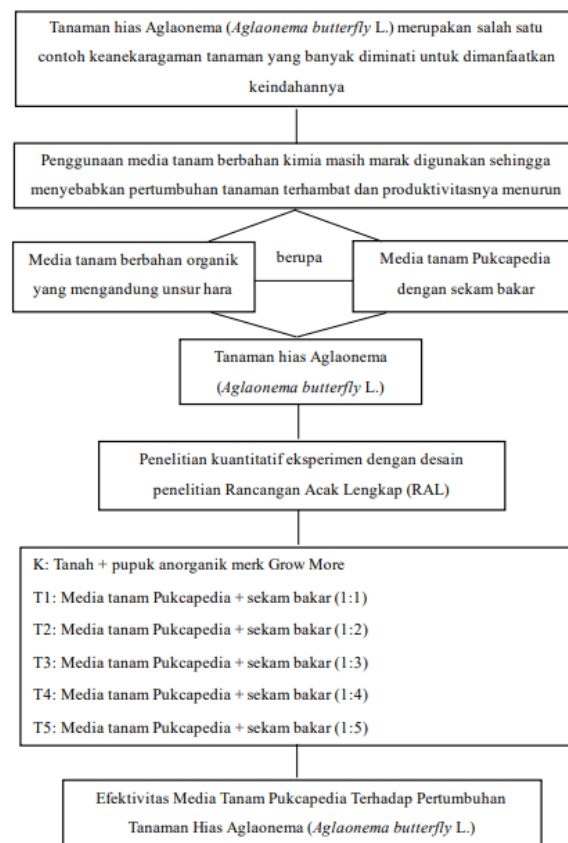 Tanaman hias Aglaonema (Aglaonema butterfly L.) merupakan salah satu
contoh keanekaragaman tanaman yang banyak diminati untuk dimanfaatkan
keindahannya
Penggunaan media tanam berbahan kimia masih marak digunakan sehingga
menyebabkan pertumbuhan tanaman terhambat dan produktivitasnya menurun
Media tanam berbahan organik
yang mengandung unsur hara
berupa
Media tanam Pukcapedia
dengan sekam bakar
Tanaman hias Aglaonema
(Aglaonema butterfly L.)
Penelitian kuantitatif eksperimen dengan desain
penelitian Rancangan Acak Lengkap (RAL)
K: Tanah + pupuk anorganik merk Grow More
T1: Media tanam Pukcapedia + sekam bakar (1:1)
T2: Media tanam Pukcapedia + sekam bakar (1:2)
T3: Media tanam Pukcapedia + sekam bakar (1:3)
T4: Media tanam Pukcapedia + sekam bakar (1:4)
T5: Media tanam Pukcapedia + sekam bakar (1:5)
Efektivitas Media Tanam Pukcapedia Terhadap Pertumbuhan
Tanaman Hias Aglaonema (Aglaonema butterfly L.)